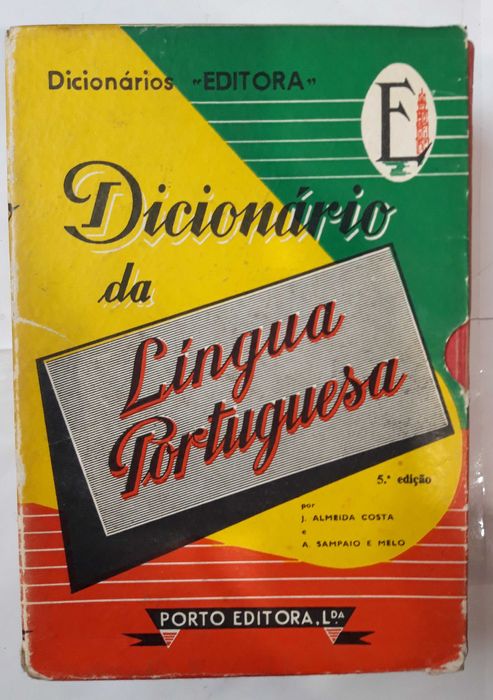 Dicionários "EDITORA"
E
Dicionário
da
Língua
Portuguesa
5.ª edição
por
J. ALMEIDA COSTA
e
A. SAMPAIO E MELO
PORTO EDITORA, L.DA